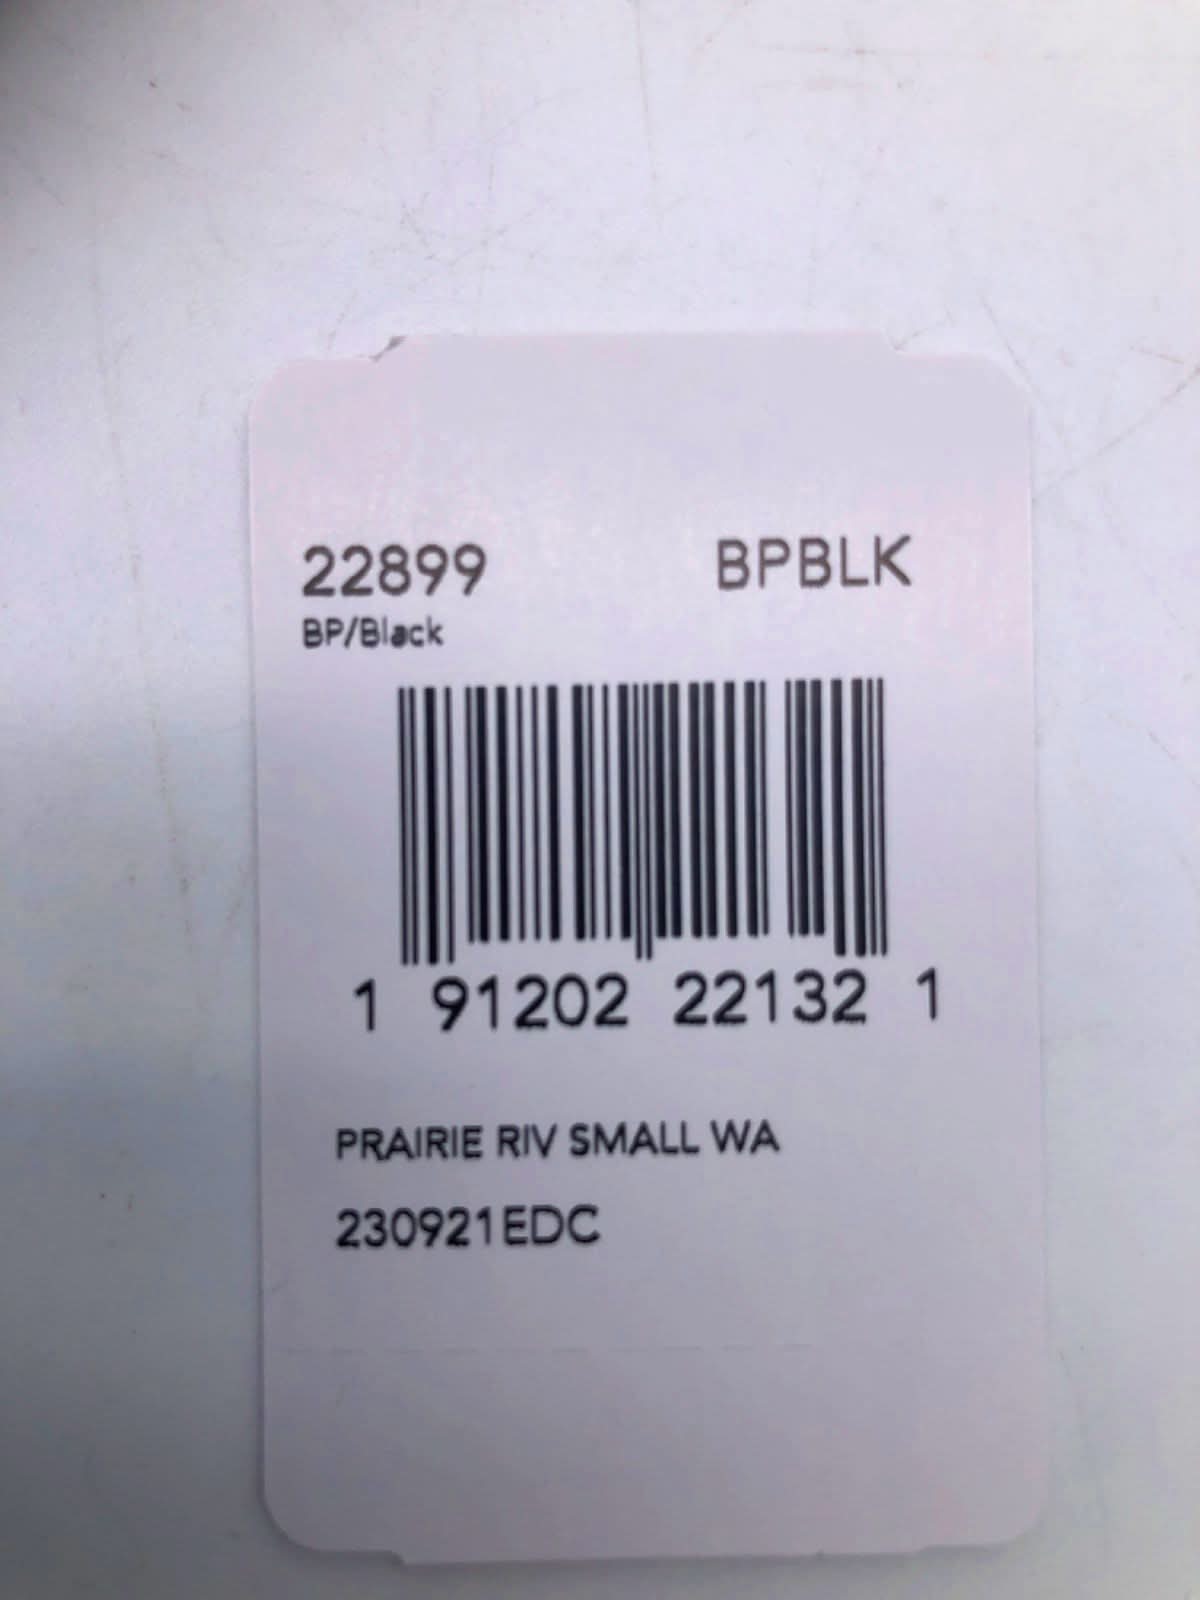 22899 BPBLK
BP/Black
1 91202 22132 1
PRAIRIE RIV SMALL WA
230921EDC